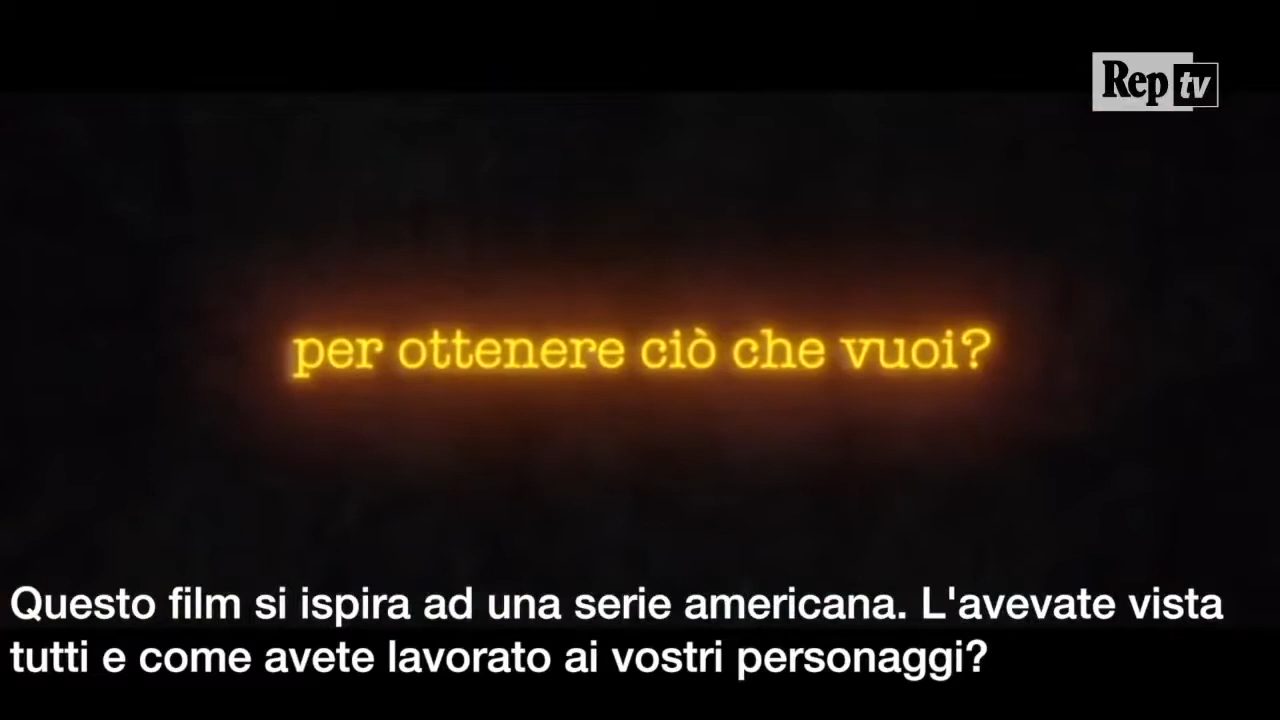 Rep tv
per ottenere ciò che vuoi?
Questo film si ispira ad una serie americana. L'avevate vista
tutti e come avete lavorato ai vostri personaggi?